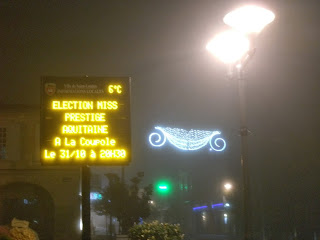 6°C
ELECTION MISS
PRESTIGE
AQUITAINE
A La Courole
Le 31/10 à 20H30